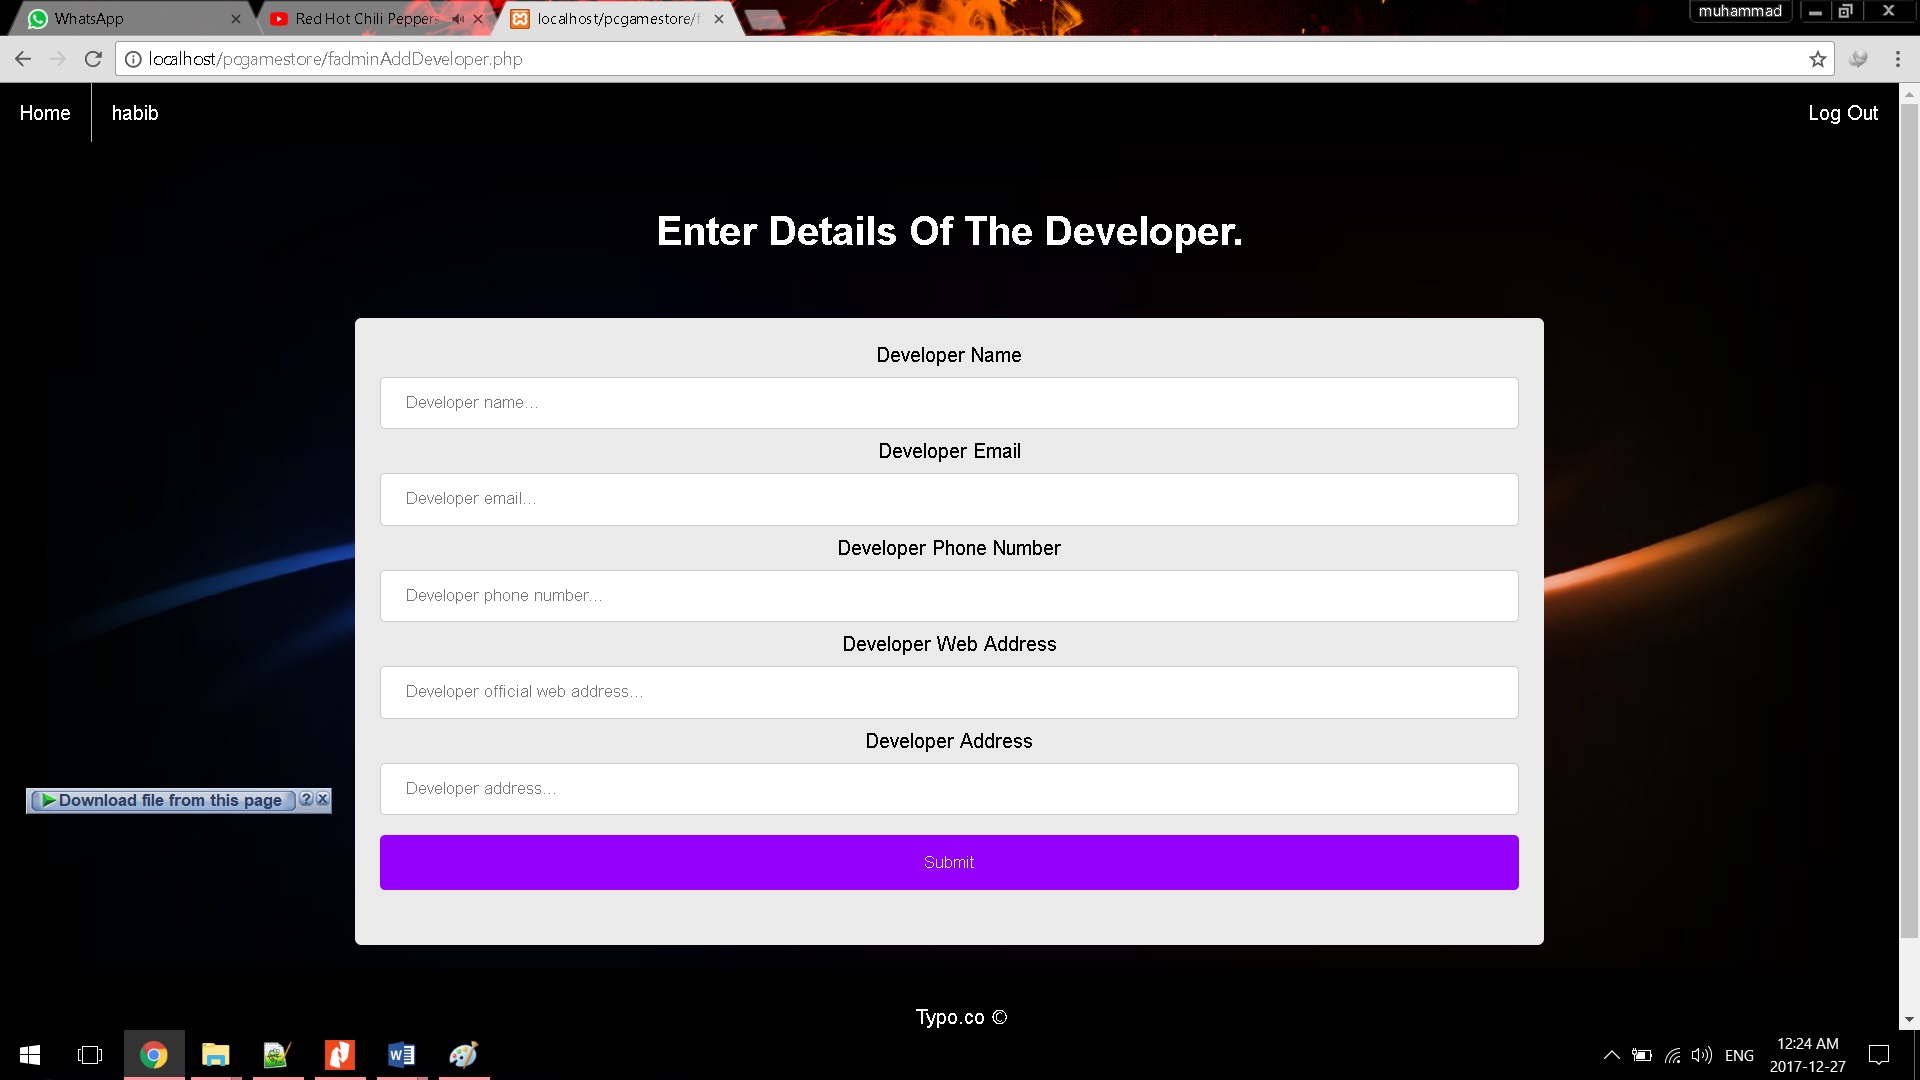 WhatsApp
Red Hot Chili Peppers
localhost/pcgamestore/f
muhammad
localhost/pcgamestore/fadminAddDeveloper.php
Home
habib
Log Out
Enter Details Of The Developer.
Developer Name
Developer name...
Developer Email
Developer email...
Developer Phone Number
Developer phone number...
Developer Web Address
Developer official web address...
Developer Address
Developer address...
Download file from this page
Submit
Typo.co ©
ENG
12:24 AM
2017-12-27